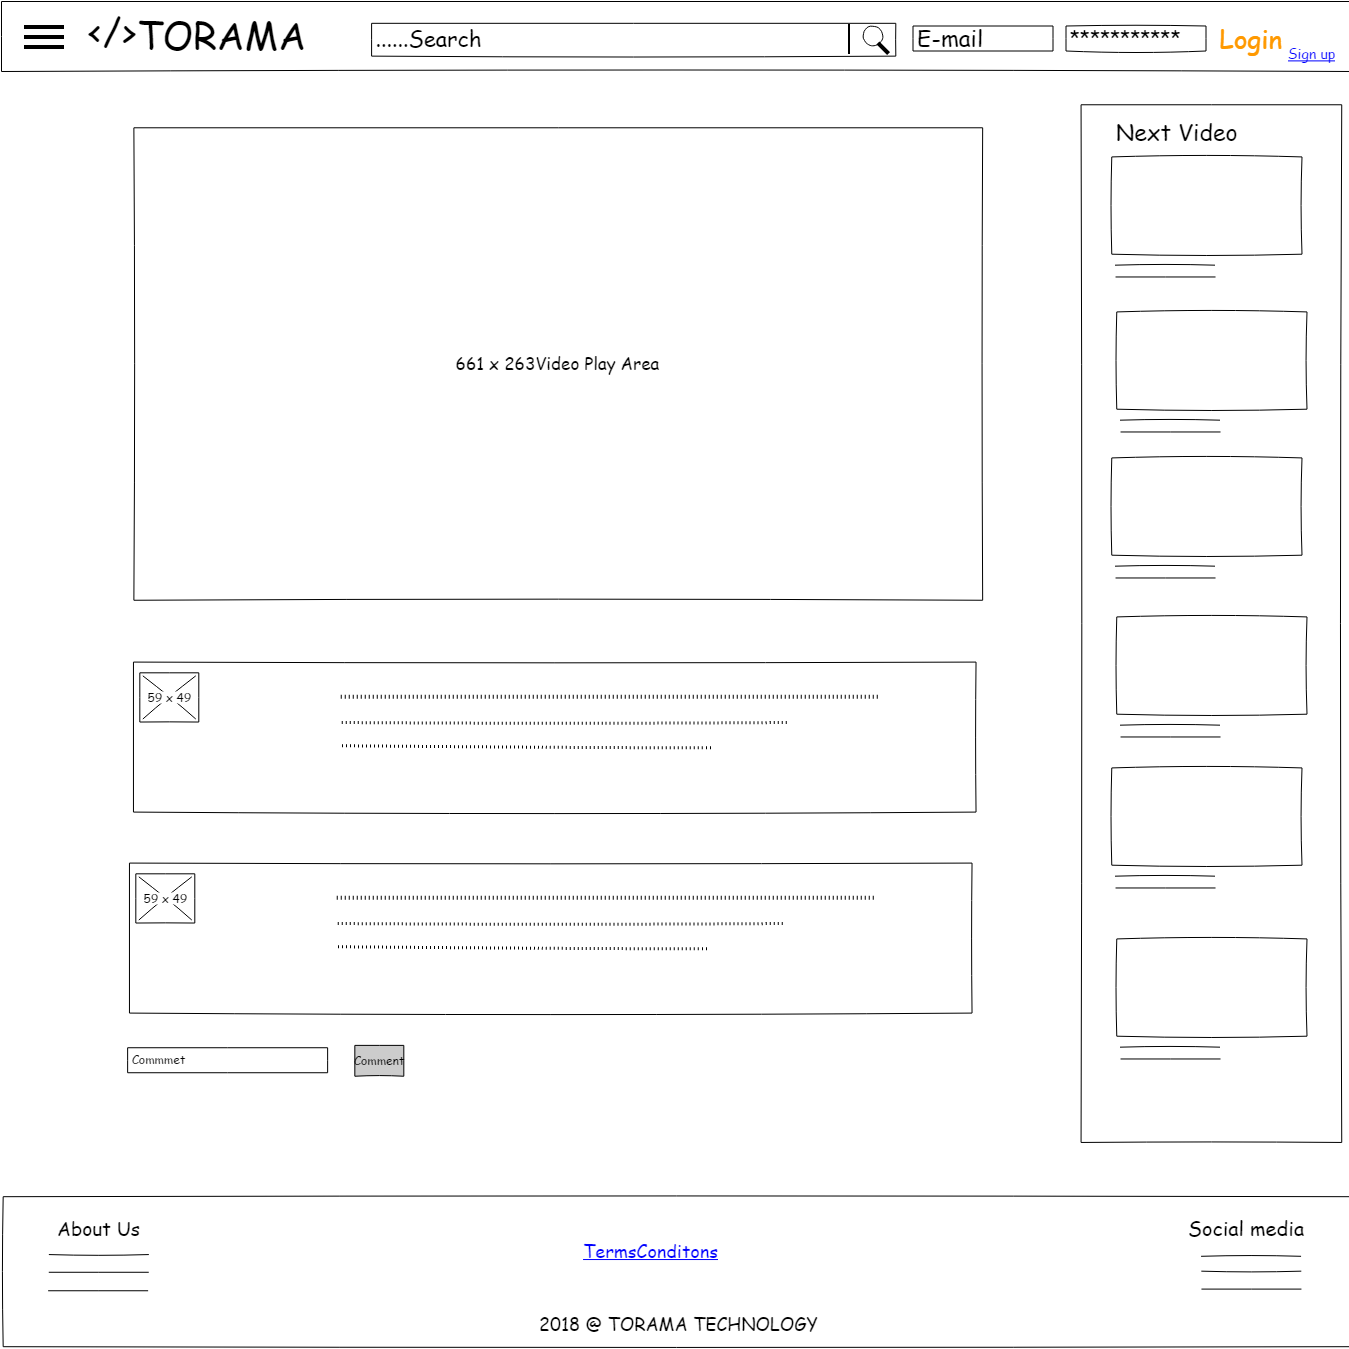 </>TORAMA
......Search
E-mail
***********
Login
Sign up
Next Video
661 x 263Video Play Area
59 x 49
59 x 49
Commmet
Comment
About Us
TermsConditons
Social media
2018 @ TORAMA TECHNOLOGY